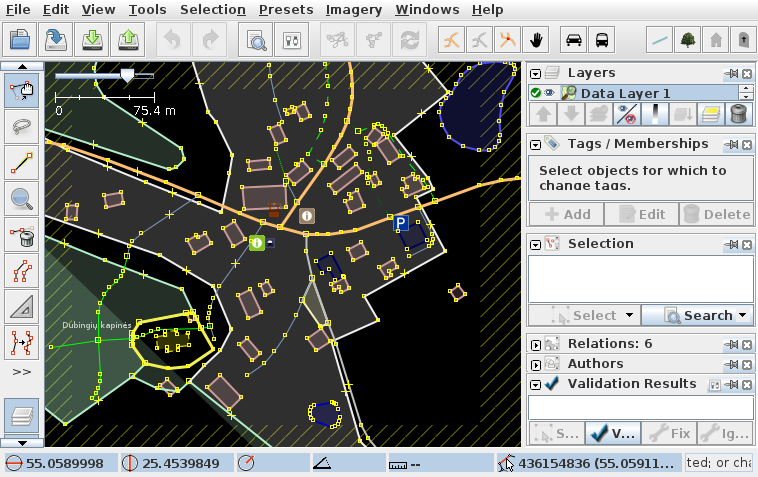 File Edit View Tools Selection Presets Imagery Windows Help
0 75.4 m
Dūbingių kapinės
>>
Layers
Data Layer 1
Tags / Memberships
Select objects for which to
change tags.
Add Edit Delete
Selection
Select Search
Relations: 6
Authors
Validation Results
S... V... Fix Ig...
55.0589998 25.4539849 -- 436154836 (55.05911... ted; or cha